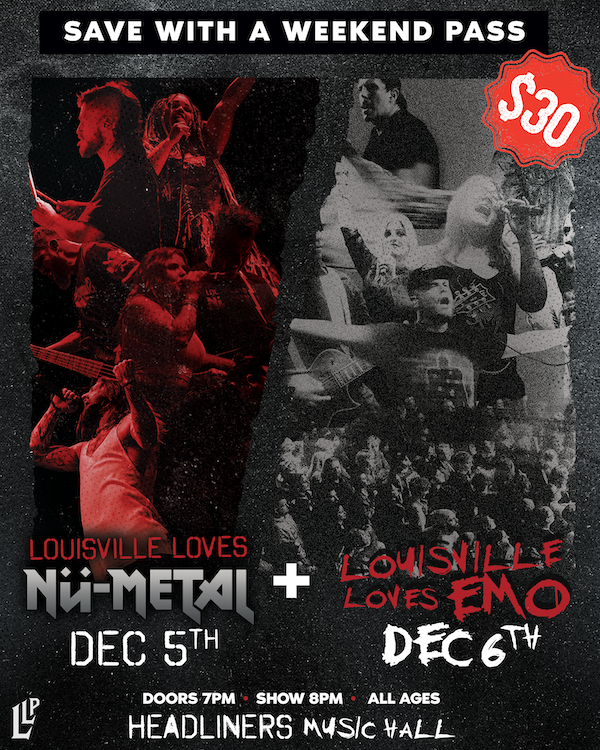 SAVE WITH A WEEKEND PASS
$30
LOUISVILLE LOVES
NÜ-METAL
DEC 5TH
+
LOUISVILLE
LOVES EMO
DEC 6TH
DOORS 7PM • SHOW 8PM • ALL AGES
HEADLINERS MUSIC HALL
LLP